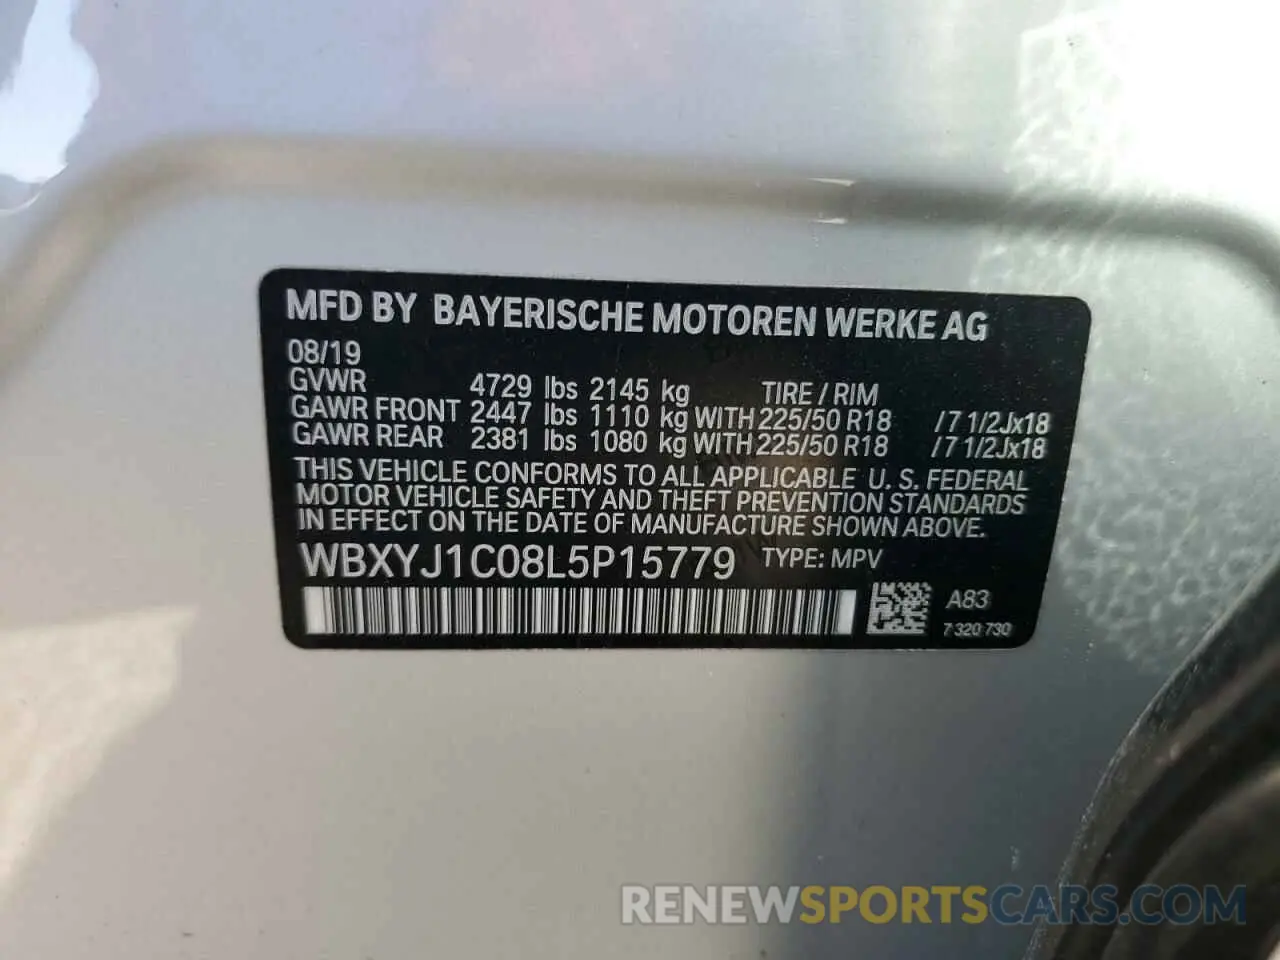 MFD BY BAYERISCHE MOTOREN WERKE AG
08/19
GVWR 4729 lbs 2145 kg TIRE / RIM
GAWR FRONT 2447 lbs 1110 kg WITH 225/50 R18 /7 1/2Jx18
GAWR REAR 2381 lbs 1080 kg WITH 225/50 R18 /7 1/2Jx18
THIS VEHICLE CONFORMS TO ALL APPLICABLE U. S. FEDERAL
MOTOR VEHICLE SAFETY AND THEFT PREVENTION STANDARDS
IN EFFECT ON THE DATE OF MANUFACTURE SHOWN ABOVE.
WBXYJ1C08L5P15779 TYPE: MPV
A83
7 320 730
RENEWSPORTSCARS.COM